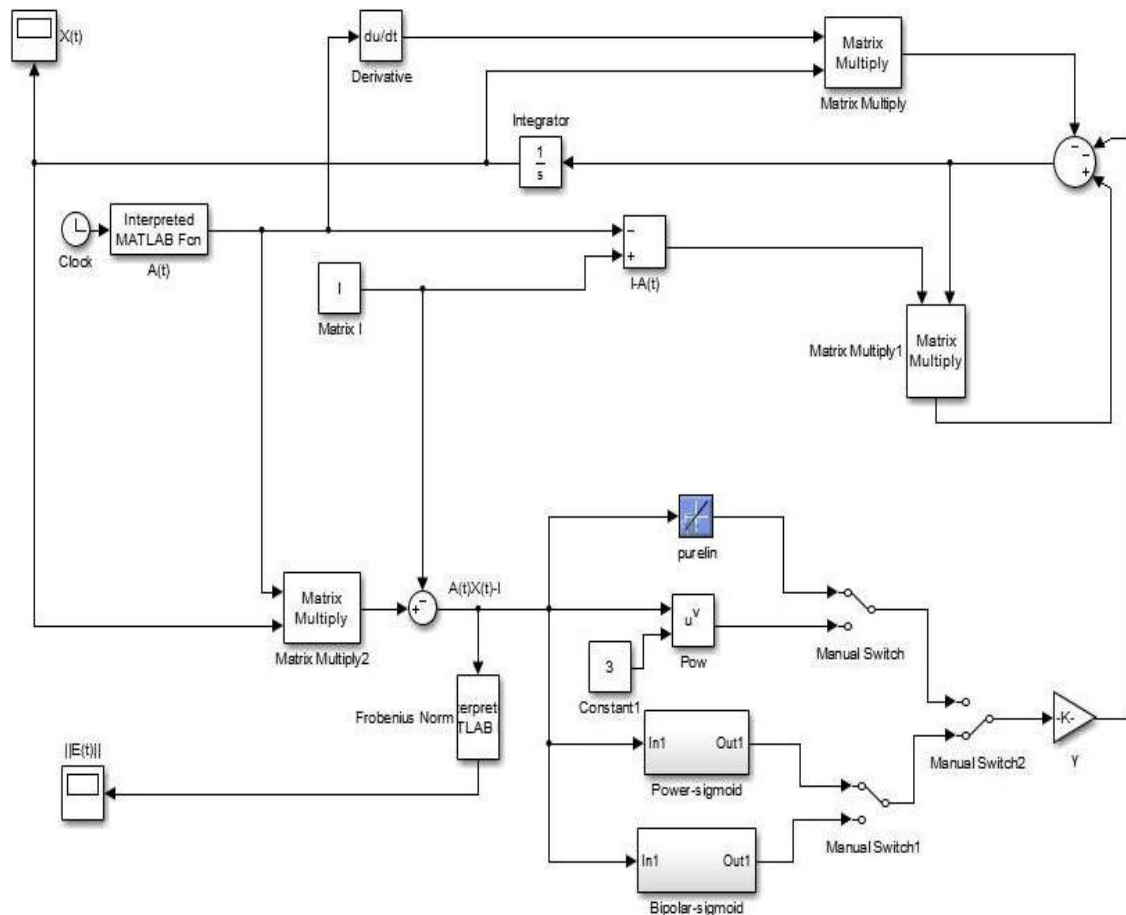 X(t)
du/dt
Derivative
Matrix
Multiply
Matrix Multiply
Integrator
1
s
Clock
Interpreted
MATLAB Fcn
A(t)
I
Matrix I
I-A(t)
Matrix Multiply1
Matrix
Multiply
purelin
A(t)X(t)-I
Matrix
Multiply
Matrix Multiply2
u^v
Pow
Manual Switch
3
Constant1
Frobenius Norm
terpret
TLAB
||E(t)||
In1 Out1
Power-sigmoid
Manual Switch2
-K-
γ
Manual Switch1
In1 Out1
Bipolar-sigmoid